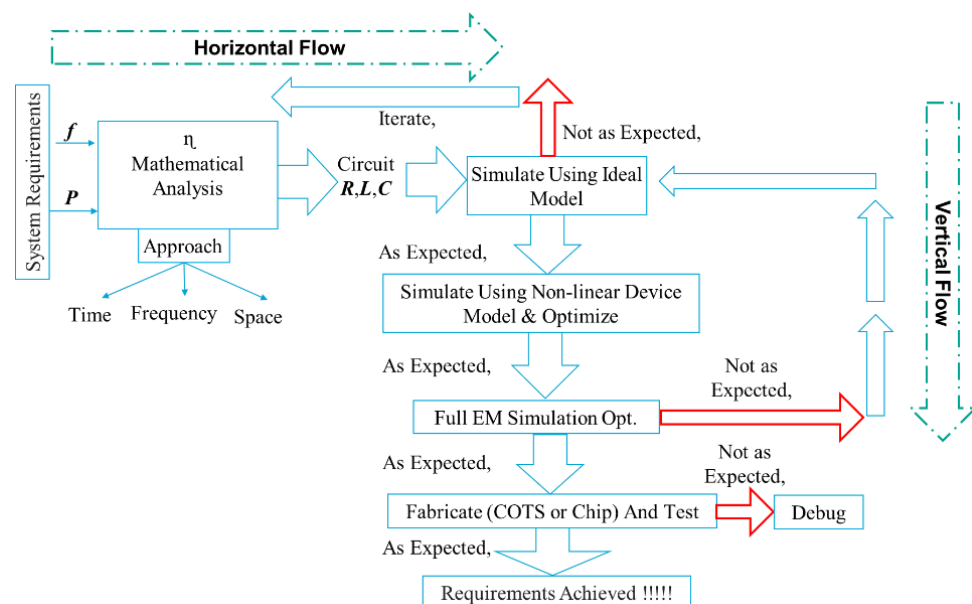 Horizontal Flow
System Requirements
f
P
η
Mathematical
Analysis
Approach
Time
Frequency
Space
Circuit
R,L,C
Iterate,
Not as Expected,
Simulate Using Ideal
Model
As Expected,
Simulate Using Non-linear Device
Model & Optimize
As Expected,
Full EM Simulation Opt.
Not as
Expected,
As Expected,
Fabricate (COTS or Chip) And Test
Not as
Expected,
Debug
As Expected,
Requirements Achieved !!!!!
Vertical Flow